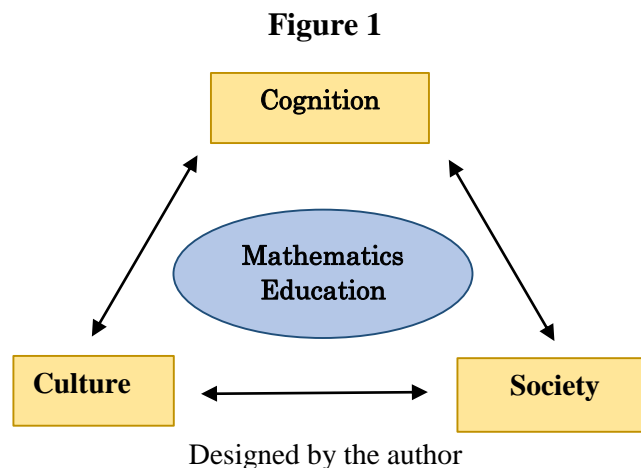 Figure 1
Cognition
Mathematics
Education
Culture
Society
Designed by the author